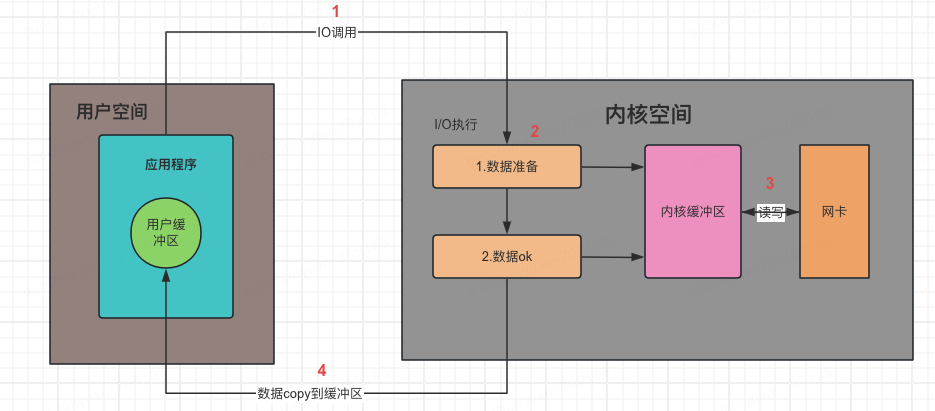 1
IO调用
用户空间
应用程序
用户缓
冲区
内核空间
I/O执行
2
1.数据准备
2.数据ok
内核缓冲区
3
读写
网卡
4
数据copy到缓冲区